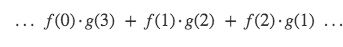 … f(0)·g(3) + f(1)·g(2) + f(2)·g(1) …